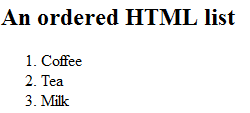 An ordered HTML list
1. Coffee
2. Tea
3. Milk